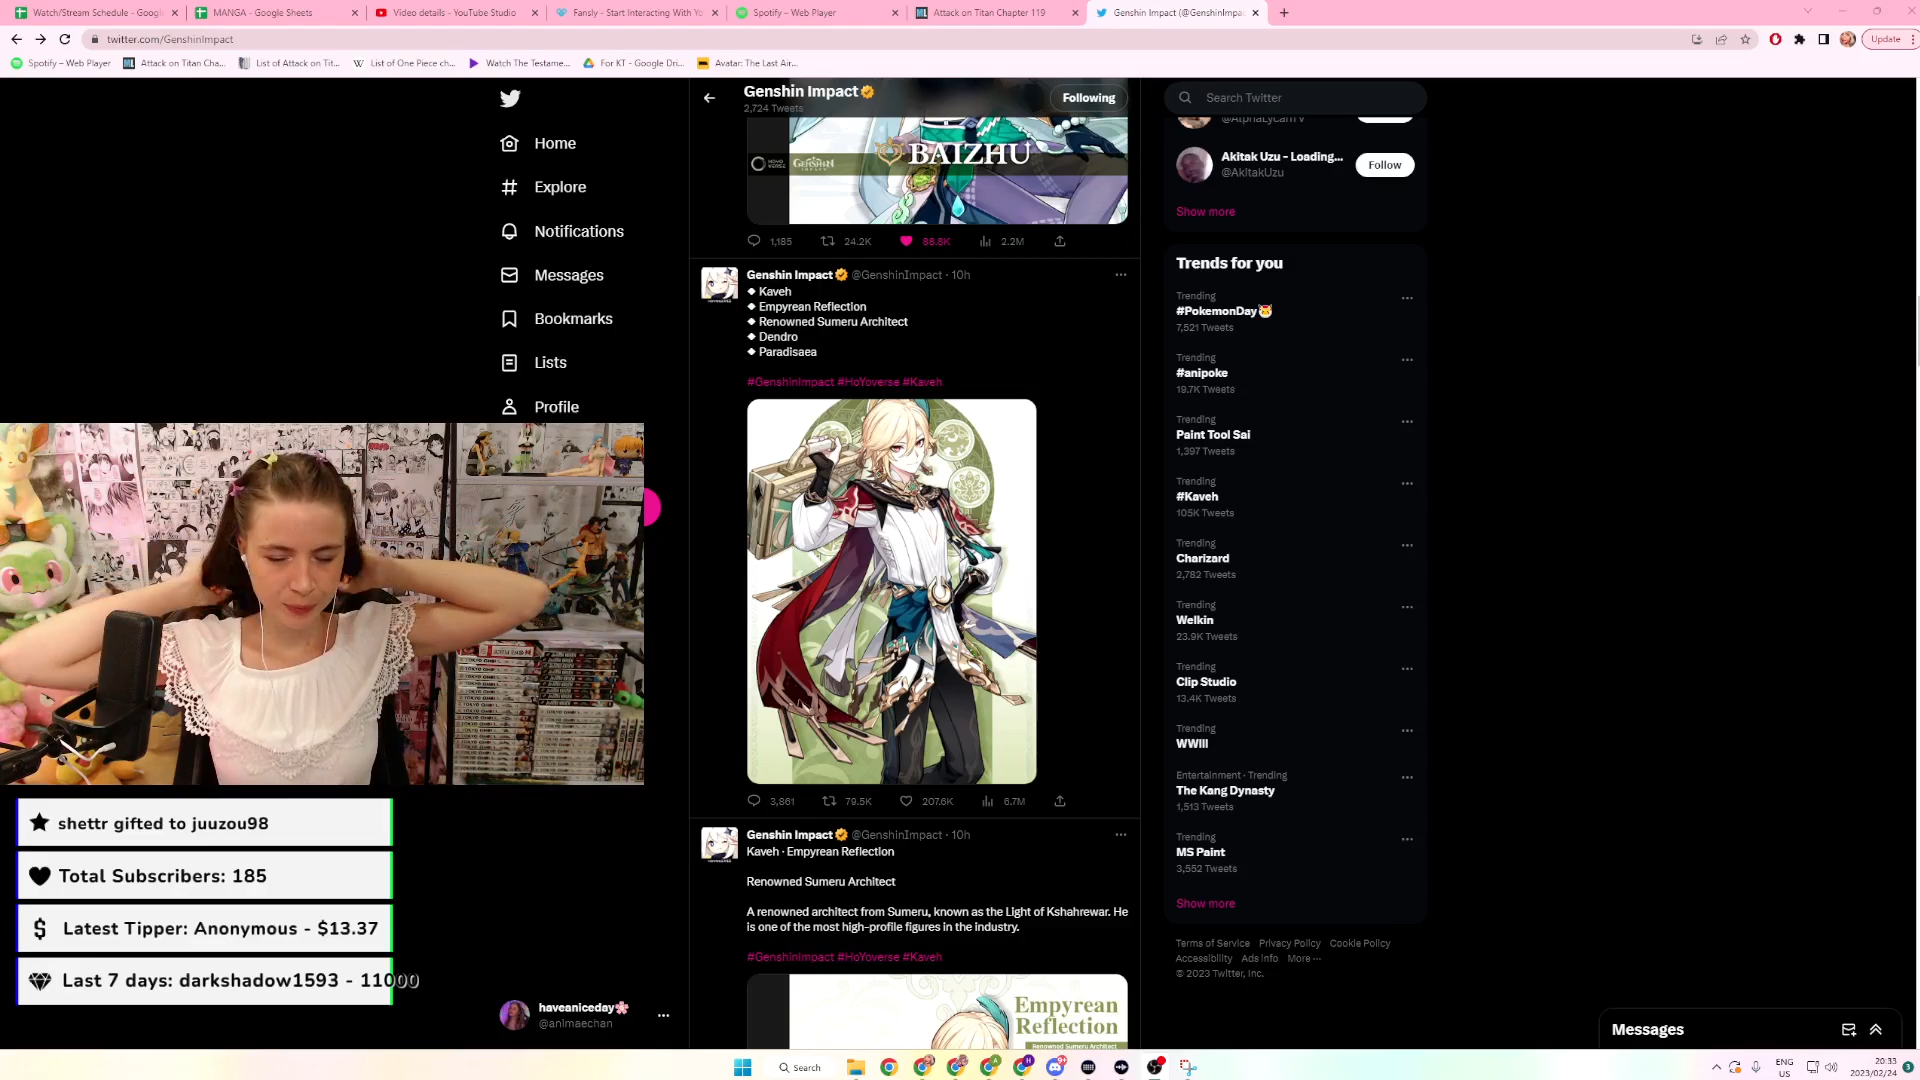 Watch/Stream Schedule - Googl
MANGA - Google Sheets
Video details - YouTube Studio
Fansly - Start Interacting With Yo
Spotify – Web Player
Attack on Titan Chapter 119
Genshin Impact (@GenshinImpac
twitter.com/GenshinImpact
Update
Spotify – Web Player
Attack on Titan Cha...
List of Attack on Tit...
List of One Piece ch...
Watch The Testame...
For KT - Google Dri...
Avatar: The Last Air...
Home
Explore
Notifications
Messages
Bookmarks
Lists
Profile
Genshin Impact
2,724 Tweets
Following
HOYOVERSE
GENSHIN IMPACT
BAIZHU
1,185
24.2K
88.8K
2.2M
Genshin Impact @GenshinImpact · 10h
◆ Kaveh
◆ Empyrean Reflection
◆ Renowned Sumeru Architect
◆ Dendro
◆ Paradisaea
#GenshinImpact #HoYoverse #Kaveh
3,861
79.5K
207.6K
6.7M
Genshin Impact @GenshinImpact · 10h
Kaveh · Empyrean Reflection
Renowned Sumeru Architect
A renowned architect from Sumeru, known as the Light of Kshahrewar. He
is one of the most high-profile figures in the industry.
#GenshinImpact #HoYoverse #Kaveh
Empyrean
Reflection
Renowned Sumeru Architect
Search Twitter
@AlphaLycanTV
Akitak Uzu - Loading...
@AkitakUzu
Follow
Show more
Trends for you
Trending
#PokemonDay
7,521 Tweets
Trending
#anipoke
19.7K Tweets
Trending
Paint Tool Sai
1,397 Tweets
Trending
#Kaveh
105K Tweets
Trending
Charizard
2,782 Tweets
Trending
Welkin
23.9K Tweets
Trending
Clip Studio
13.4K Tweets
Trending
WWIII
Entertainment · Trending
The Kang Dynasty
1,513 Tweets
Trending
MS Paint
3,552 Tweets
Show more
Terms of Service Privacy Policy Cookie Policy
Accessibility Ads info More ···
© 2023 Twitter, Inc.
Messages
shettr gifted to juuzou98
Total Subscribers: 185
Latest Tipper: Anonymous - $13.37
Last 7 days: darkshadow1593 - 11000
haveaniceday
@animaechan
Search
ENG
US
20:33
2023/02/24
3